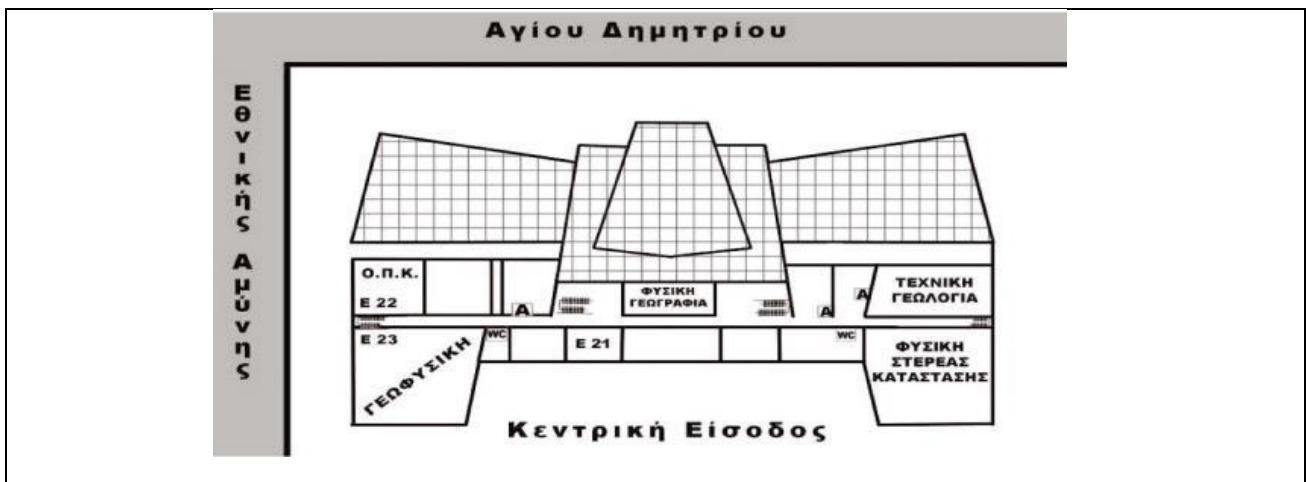 Αγίου Δημητρίου
Εθνικής Αμύνης
Ο.Π.Κ.
Ε 22
Α
ΦΥΣΙΚΗ
ΓΕΩΓΡΑΦΙΑ
Α
Α
ΤΕΧΝΙΚΗ
ΓΕΩΛΟΓΙΑ
Ε 23
ΓΕΩΦΥΣΙΚΗ
WC
Ε 21
WC
ΦΥΣΙΚΗ
ΣΤΕΡΕΑΣ
ΚΑΤΑΣΤΑΣΗΣ
Κεντρική Είσοδος